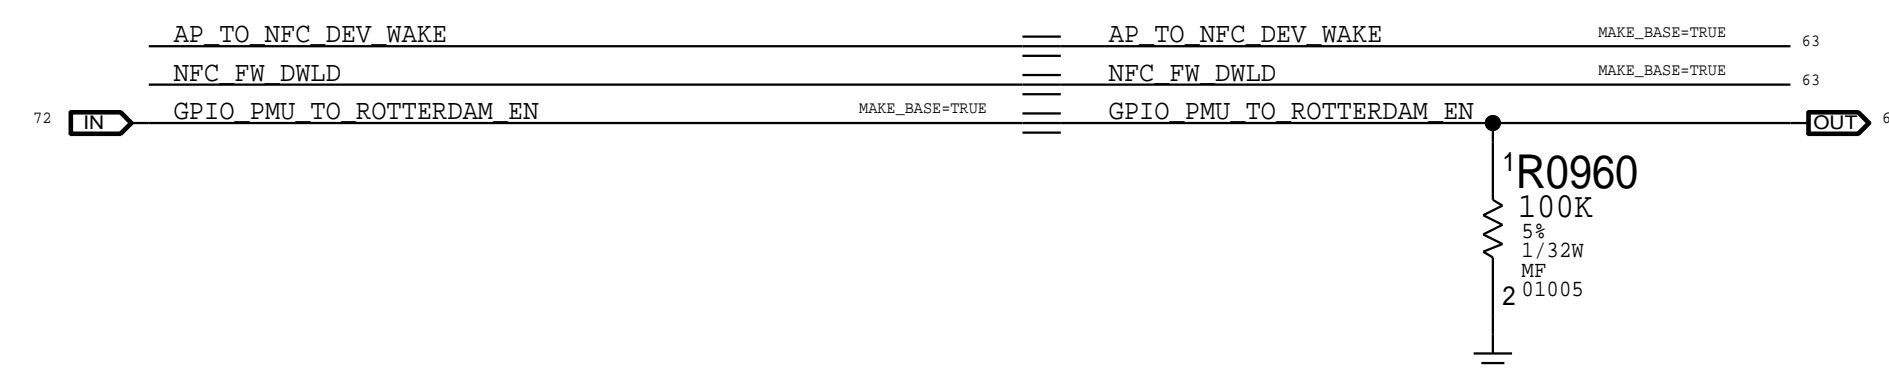 AP_TO_NFC_DEV_WAKE AP_TO_NFC_DEV_WAKE MAKE_BASE=TRUE 63
NFC_FW_DWLD NFC_FW_DWLD MAKE_BASE=TRUE 63
72 IN GPIO_PMU_TO_ROTTERDAM_EN MAKE_BASE=TRUE GPIO_PMU_TO_ROTTERDAM_EN OUT 6
1 R0960
100K
5%
1/32W
MF
2 01005